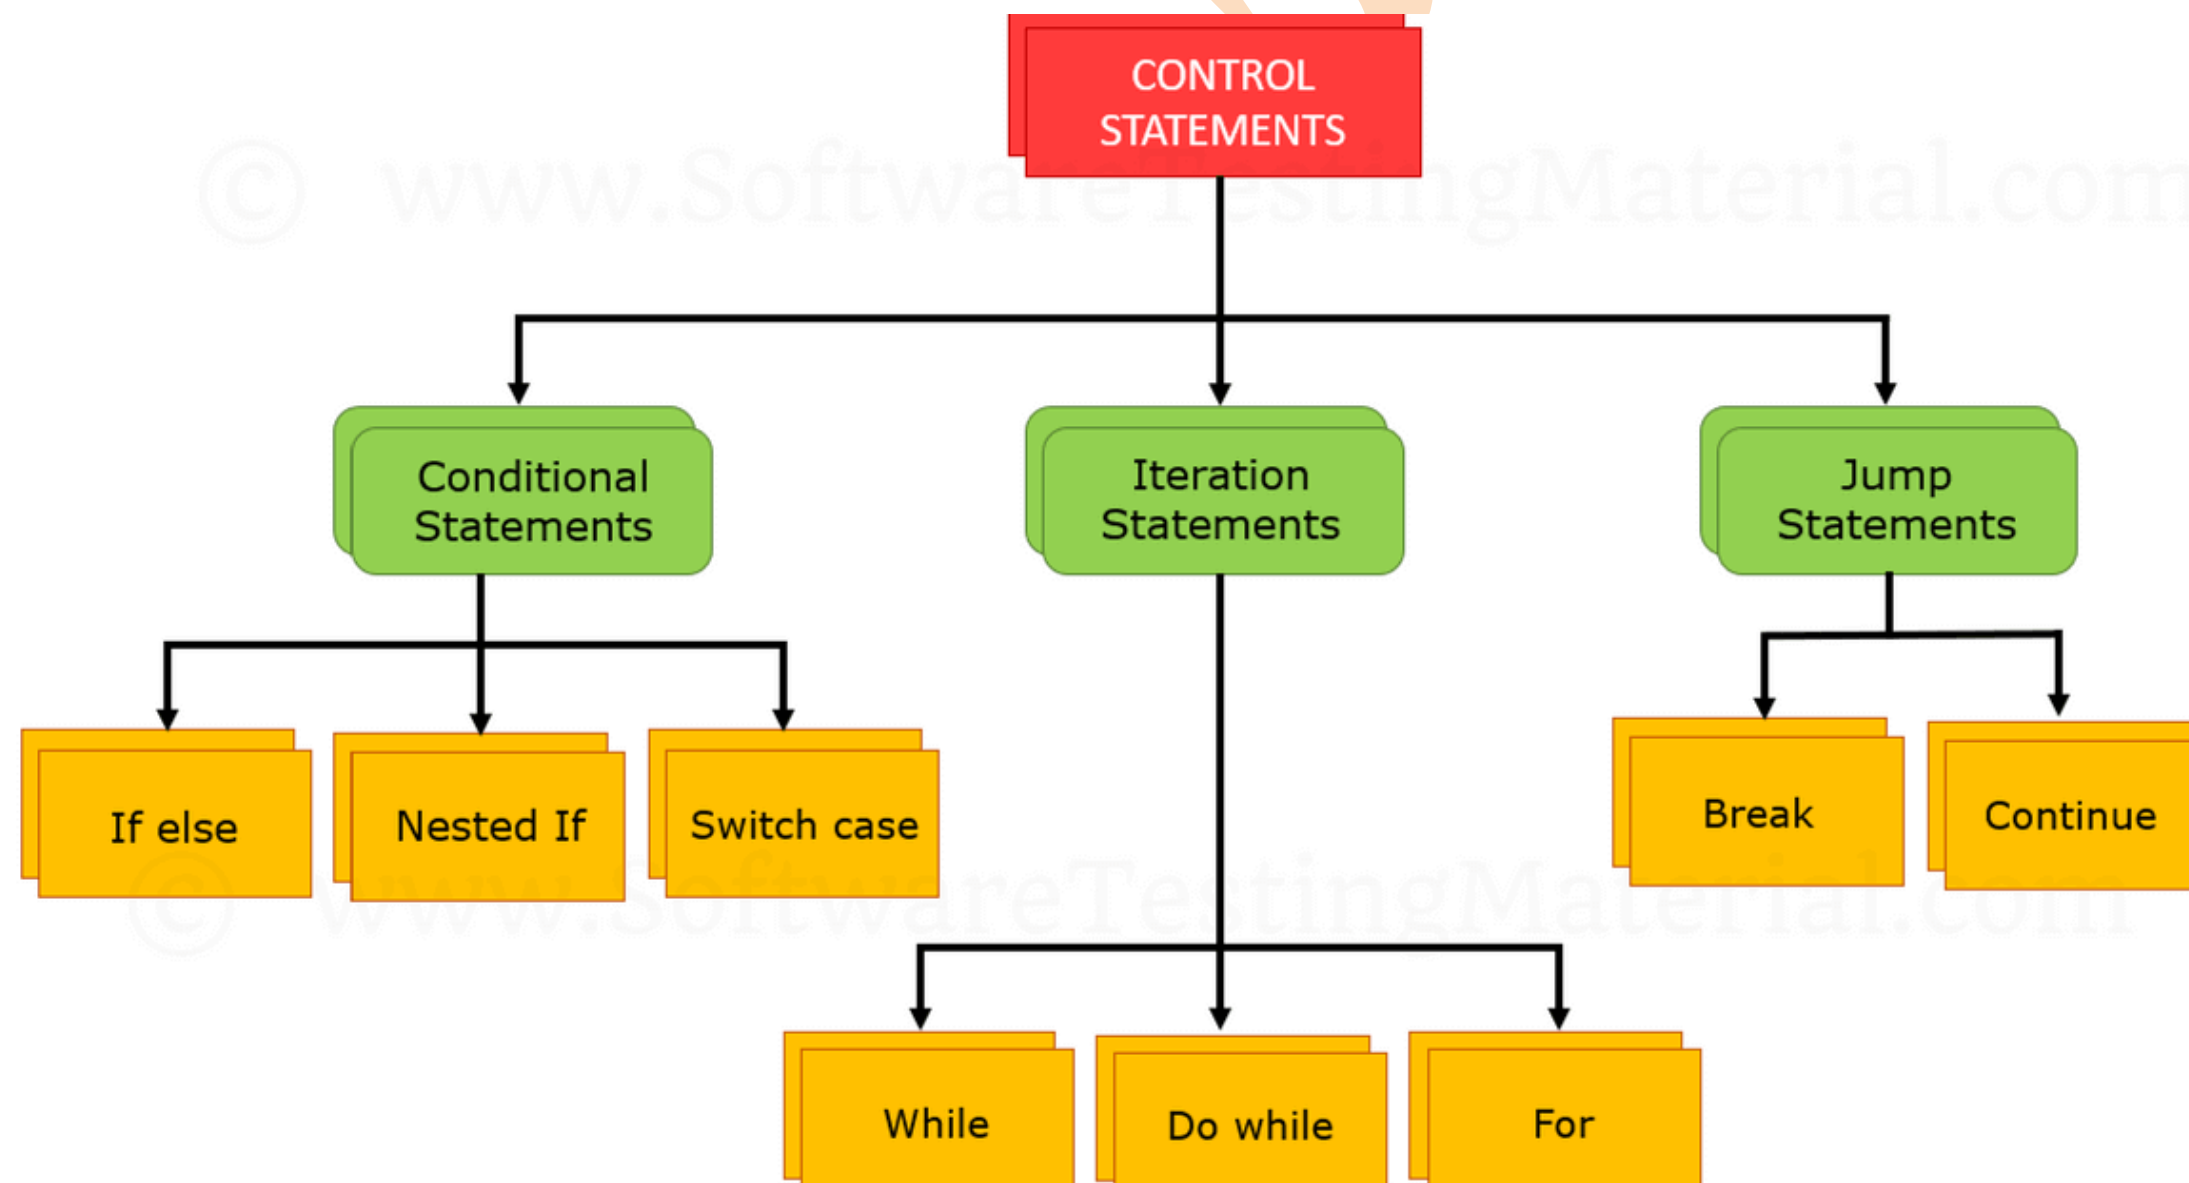 CONTROL
STATEMENTS
© www.SoftwareTestingMaterial.com
Conditional
Statements
Iteration
Statements
Jump
Statements
If else
Nested If
Switch case
Break
Continue
© www.SoftwareTestingMaterial.com
While
Do while
For